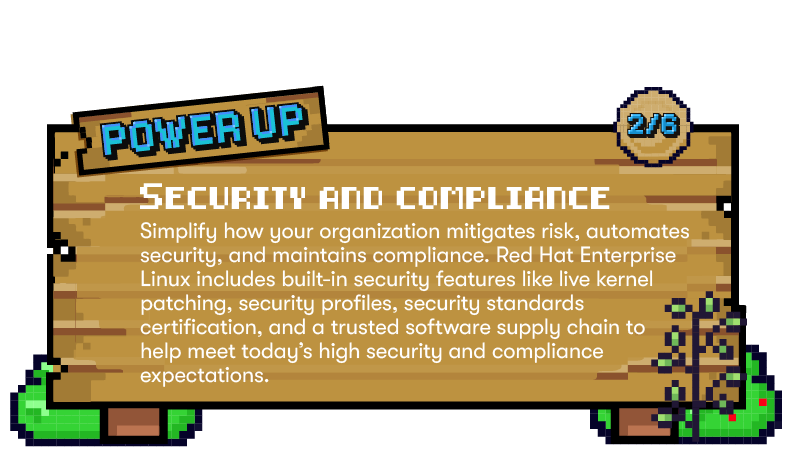 POWER UP
2/6
SECURITY AND COMPLIANCE
Simplify how your organization mitigates risk, automates
security, and maintains compliance. Red Hat Enterprise
Linux includes built-in security features like live kernel
patching, security profiles, security standards
certification, and a trusted software supply chain to
help meet today’s high security and compliance
expectations.